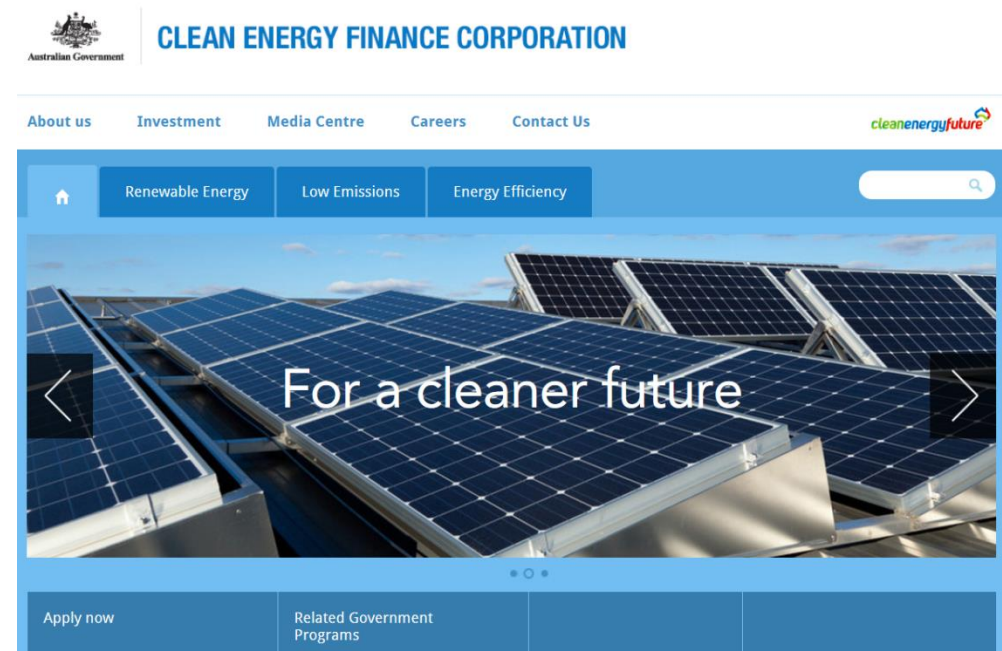 Australian Government
CLEAN ENERGY FINANCE CORPORATION
About us Investment Media Centre Careers Contact Us
cleanenergyfuture
Renewable Energy Low Emissions Energy Efficiency
For a cleaner future
Apply now
Related Government
Programs